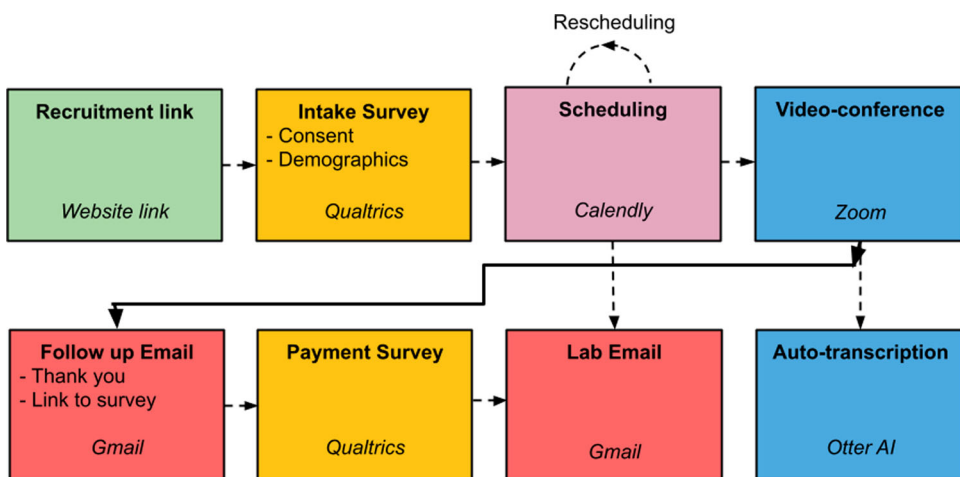 Rescheduling
Recruitment link
Website link
Intake Survey
- Consent
- Demographics
Qualtrics
Scheduling
Calendly
Video-conference
Zoom
Follow up Email
- Thank you
- Link to survey
Gmail
Payment Survey
Qualtrics
Lab Email
Gmail
Auto-transcription
Otter AI